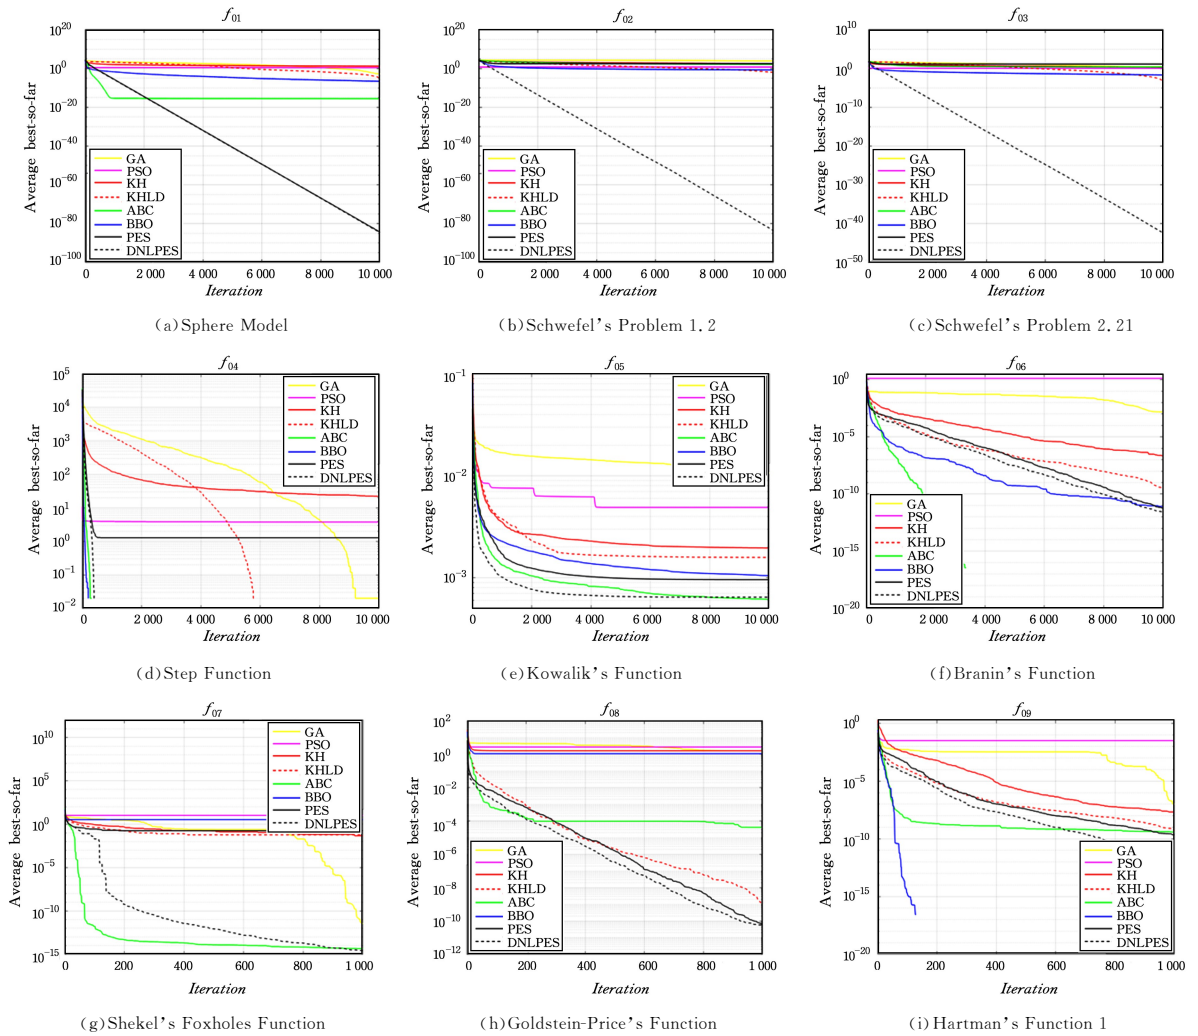 f01
Average best-so-far
10^20
10^0
10^−20
10^−40
10^−60
10^−80
10^−100
GA
PSO
KH
KHLD
ABC
BBO
PES
DNLPES
0 2 000 4 000 6 000 8 000 10 000
Iteration
(a)Sphere Model
f02
Average best-so-far
10^20
10^0
10^−20
10^−40
10^−60
10^−80
10^−100
GA
PSO
KH
KHLD
ABC
BBO
PES
DNLPES
0 2 000 4 000 6 000 8 000 10 000
Iteration
(b)Schwefel’s Problem 1.2
f03
Average best-so-far
10^10
10^0
10^−10
10^−20
10^−30
10^−40
10^−50
GA
PSO
KH
KHLD
ABC
BBO
PES
DNLPES
0 2 000 4 000 6 000 8 000 10 000
Iteration
(c)Schwefel’s Problem 2.21
f04
Average best-so-far
10^5
10^4
10^3
10^2
10^1
10^0
10^−1
10^−2
GA
PSO
KH
KHLD
ABC
BBO
PES
DNLPES
0 2 000 4 000 6 000 8 000 10 000
Iteration
(d)Step Function
f05
Average best-so-far
10^−1
10^−2
10^−3
GA
PSO
KH
KHLD
ABC
BBO
PES
DNLPES
0 2 000 4 000 6 000 8 000 10 000
Iteration
(e)Kowalik’s Function
f06
Average best-so-far
10^0
10^−5
10^−10
10^−15
10^−20
GA
PSO
KH
KHLD
ABC
BBO
PES
DNLPES
0 2 000 4 000 6 000 8 000 10 000
Iteration
(f)Branin’s Function
f07
Average best-so-far
10^10
10^5
10^0
10^−5
10^−10
10^−15
GA
PSO
KH
KHLD
ABC
BBO
PES
DNLPES
0 200 400 600 800 1 000
Iteration
(g)Shekel’s Foxholes Function
f08
Average best-so-far
10^2
10^0
10^−2
10^−4
10^−6
10^−8
10^−10
10^−12
GA
PSO
KH
KHLD
ABC
BBO
PES
DNLPES
0 200 400 600 800 1 000
Iteration
(h)Goldstein-Price’s Function
f09
Average best-so-far
10^0
10^−5
10^−10
10^−15
10^−20
GA
PSO
KH
KHLD
ABC
BBO
PES
DNLPES
0 200 400 600 800 1 000
Iteration
(i)Hartman’s Function 1